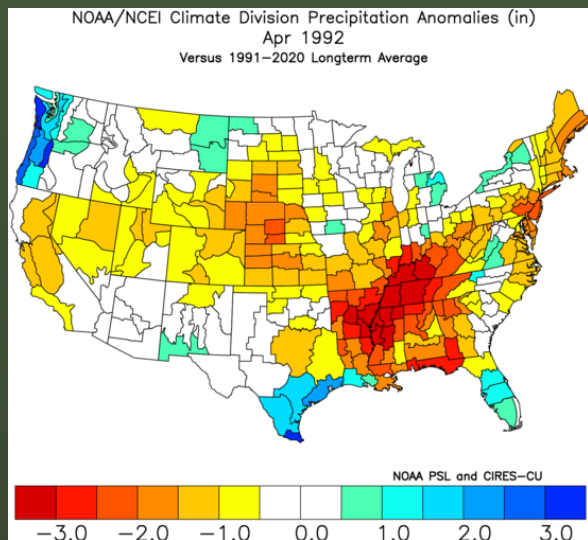 NOAA/NCEI Climate Division Precipitation Anomalies (in)
Apr 1992
Versus 1991-2020 Longterm Average
NOAA PSL and CIRES-CU
-3.0 -2.0 -1.0 0.0 1.0 2.0 3.0